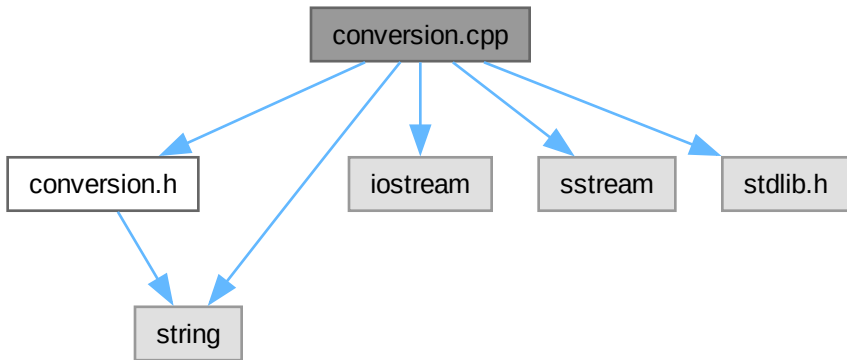 conversion.cpp
conversion.h
iostream
sstream
stdlib.h
string